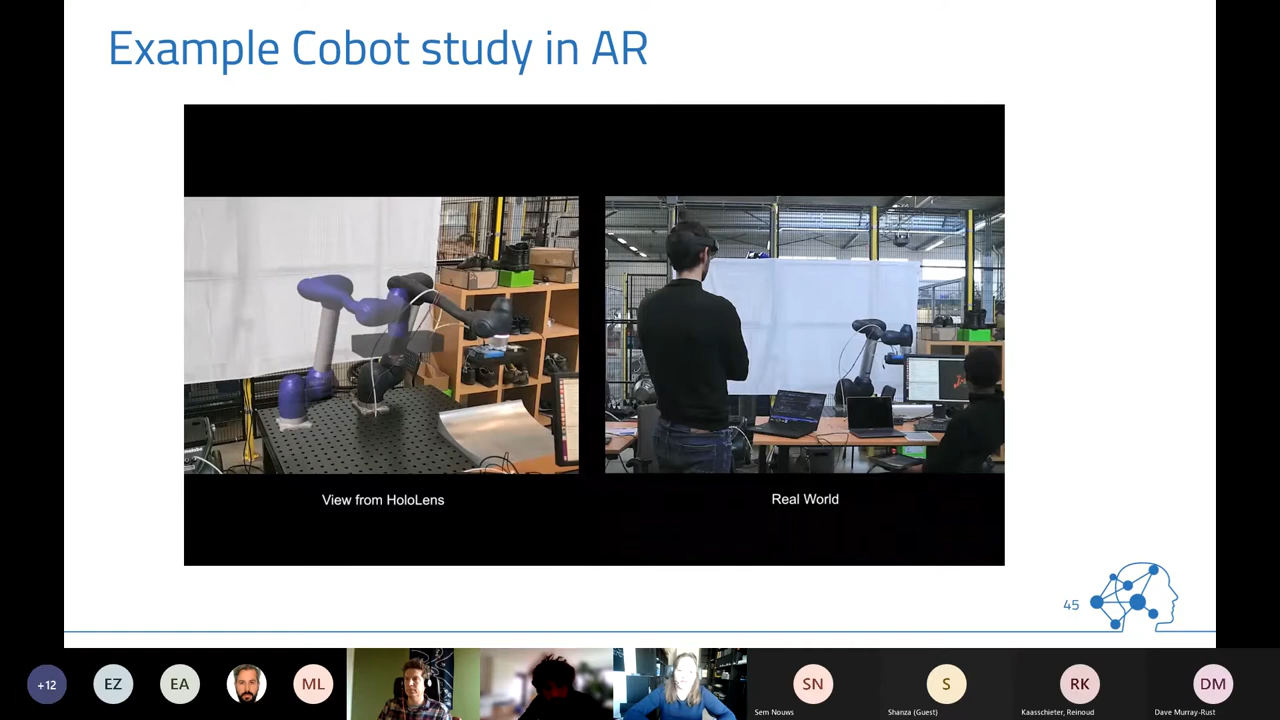 Example Cobot study in AR
View from HoloLens
Real World
45
+12
EZ
EA
ML
SN
Sem Nouws
S
Shanza (Guest)
RK
Kaasschieter, Reinoud
DM
Dave Murray-Rust